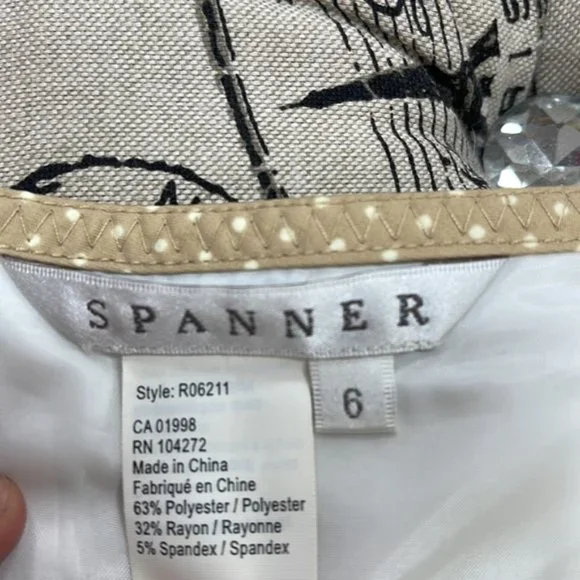 IS
SPANNER
6
Style: R06211
CA 01998
RN 104272
Made in China
Fabriqué en Chine
63% Polyester / Polyester
32% Rayon / Rayonne
5% Spandex / Spandex